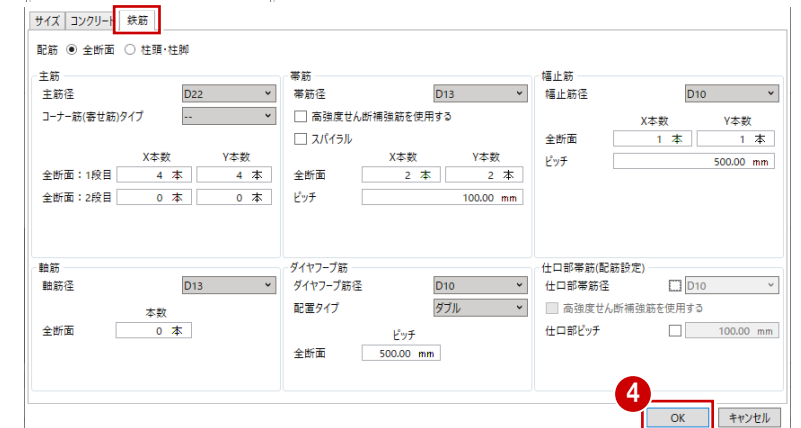 サイズ コンクリート 鉄筋
配筋 全断面 柱頭・柱脚
主筋
主筋径 D22
コーナー筋(寄せ筋)タイプ --
X本数 Y本数
全断面：1段目 4 本 4 本
全断面：2段目 0 本 0 本
帯筋
帯筋径 D13
高強度せん断補強筋を使用する
スパイラル
X本数 Y本数
全断面 2 本 2 本
ピッチ 100.00 mm
幅止筋
幅止筋径 D10
X本数 Y本数
全断面 1 本 1 本
ピッチ 500.00 mm
軸筋
軸筋径 D13
本数
全断面 0 本
ダイヤフープ筋
ダイヤフープ筋径 D10
配置タイプ ダブル
ピッチ
全断面 500.00 mm
仕口部帯筋(配筋設定)
仕口部帯筋径 D10
高強度せん断補強筋を使用する
仕口部ピッチ 100.00 mm
4
OK キャンセル